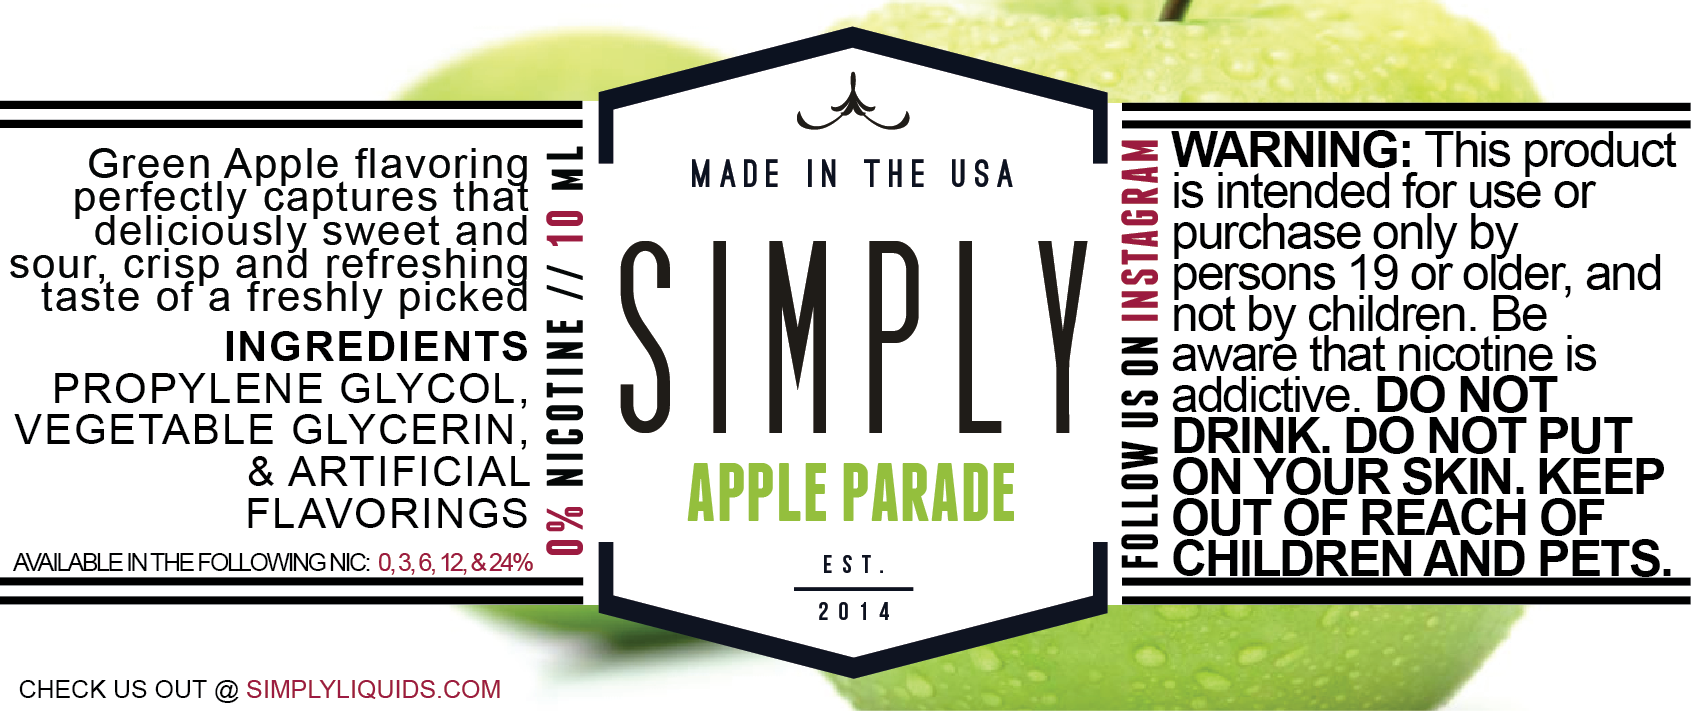 Green Apple flavoring
perfectly captures that
deliciously sweet and
sour, crisp and refreshing
taste of a freshly picked
INGREDIENTS
PROPYLENE GLYCOL,
VEGETABLE GLYCERIN,
& ARTIFICIAL
FLAVORINGS
AVAILABLE IN THE FOLLOWING NIC: 0, 3, 6, 12, & 24%
0% NICOTINE // 10 ML
MADE IN THE USA
SIMPLY
APPLE PARADE
EST.
2014
FOLLOW US ON INSTAGRAM
WARNING: This product
is intended for use or
purchase only by
persons 19 or older, and
not by children. Be
aware that nicotine is
addictive. DO NOT
DRINK. DO NOT PUT
ON YOUR SKIN. KEEP
OUT OF REACH OF
CHILDREN AND PETS.
CHECK US OUT @ SIMPLYLIQUIDS.COM